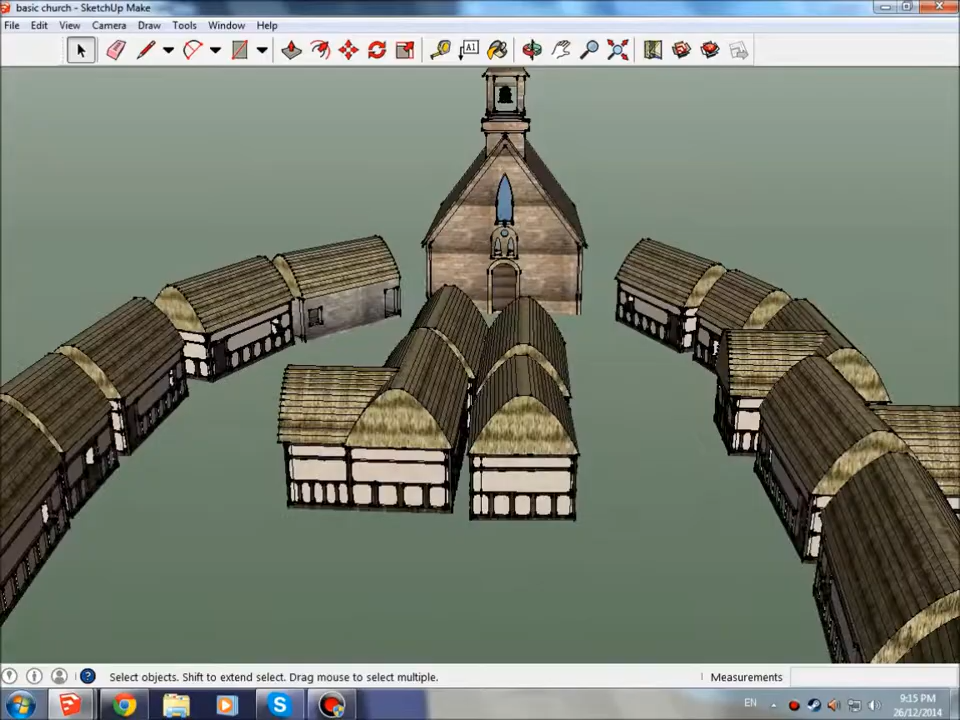 basic church - SketchUp Make
File Edit View Camera Draw Tools Window Help
A1
Select objects. Shift to extend select. Drag mouse to select multiple.
Measurements
EN
9:15 PM
26/12/2014